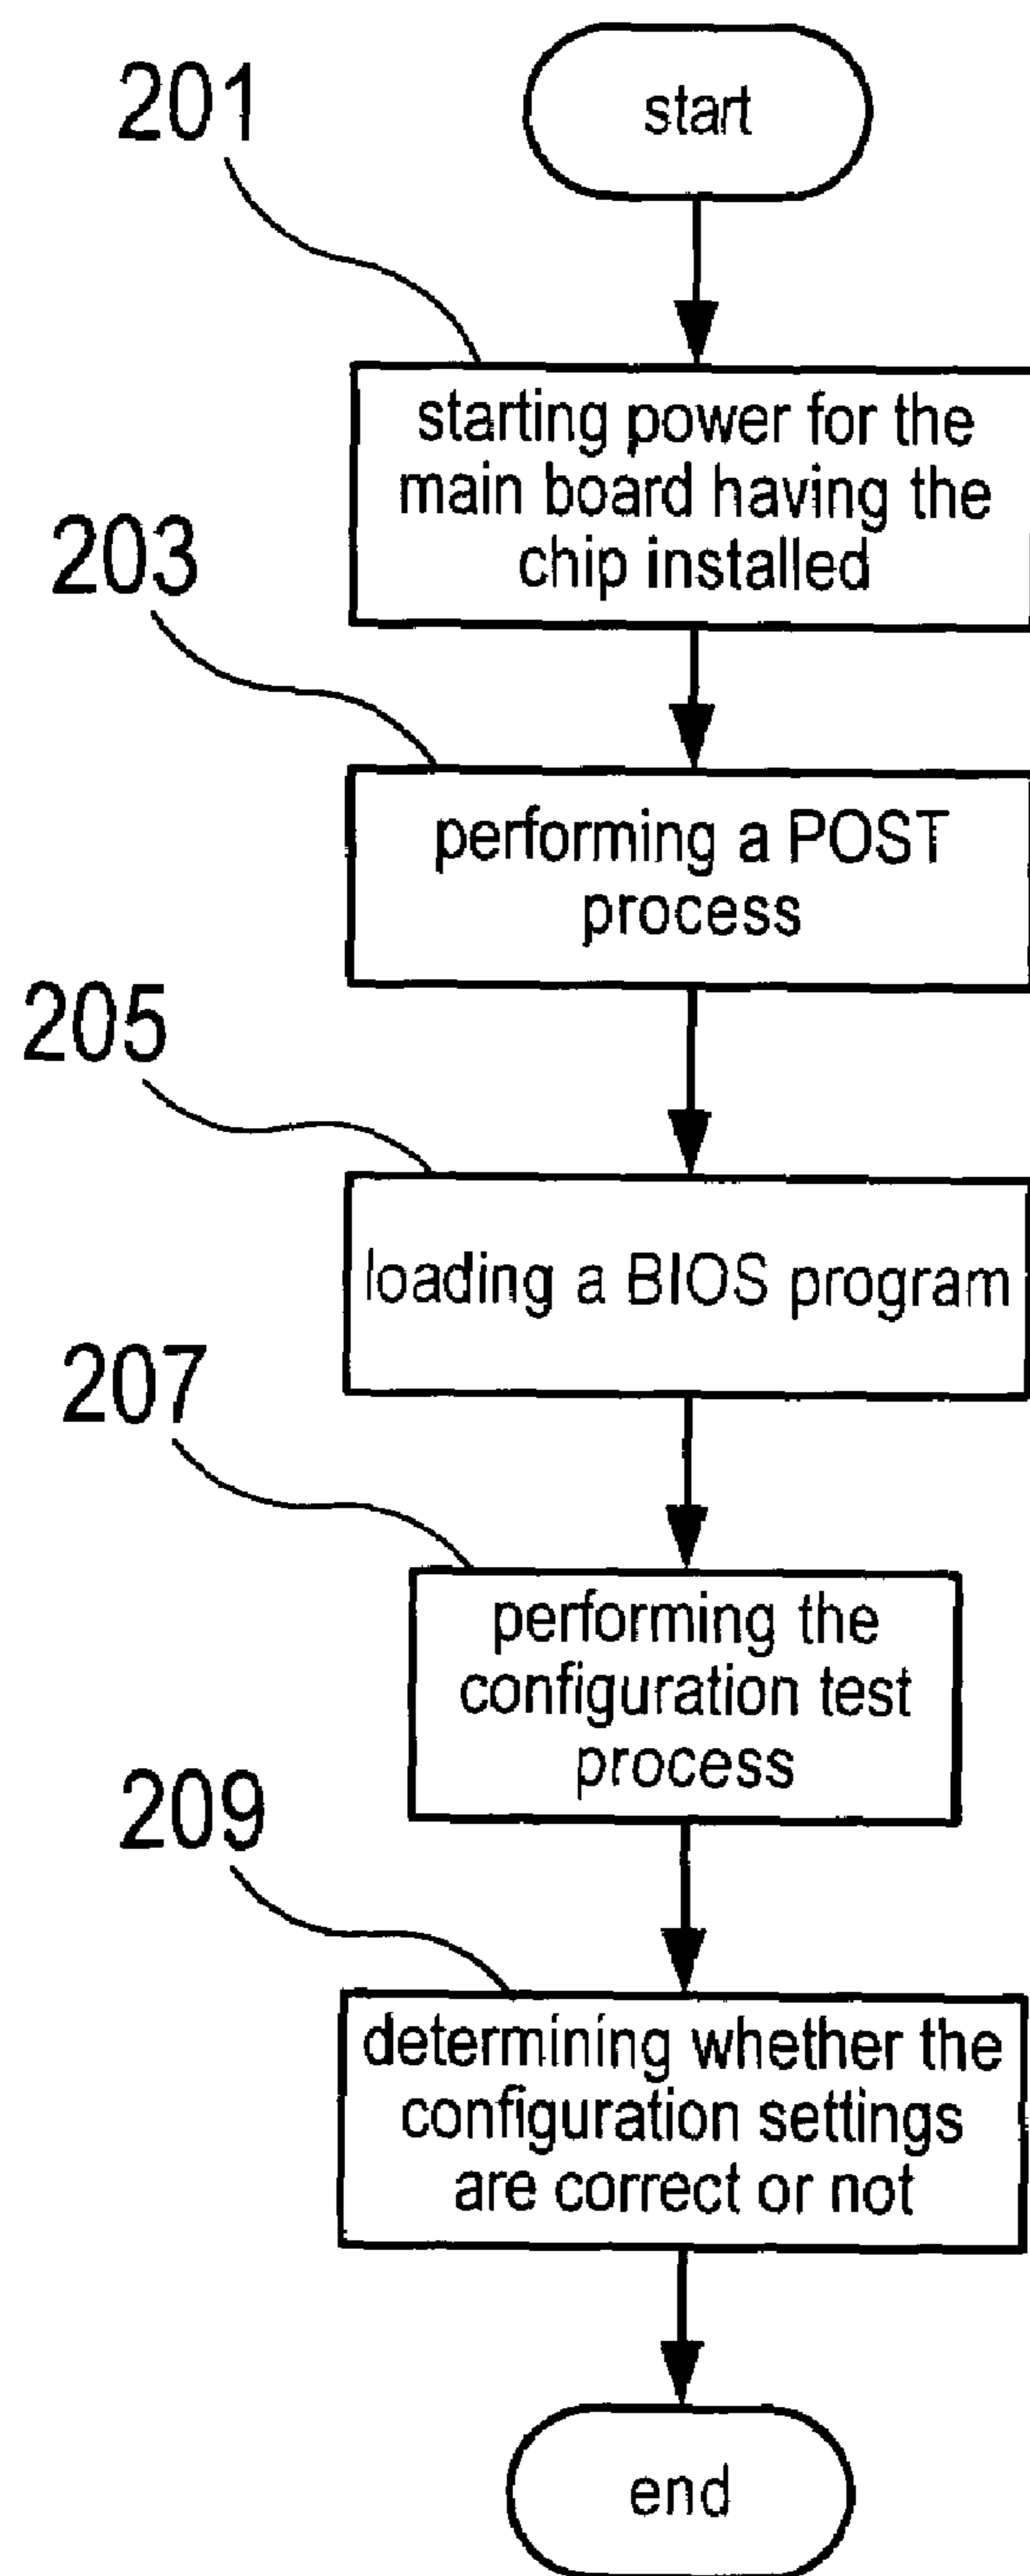 start
201
starting power for the
main board having the
chip installed
203
performing a POST
process
205
loading a BIOS program
207
performing the
configuration test
process
209
determining whether the
configuration settings
are correct or not
end